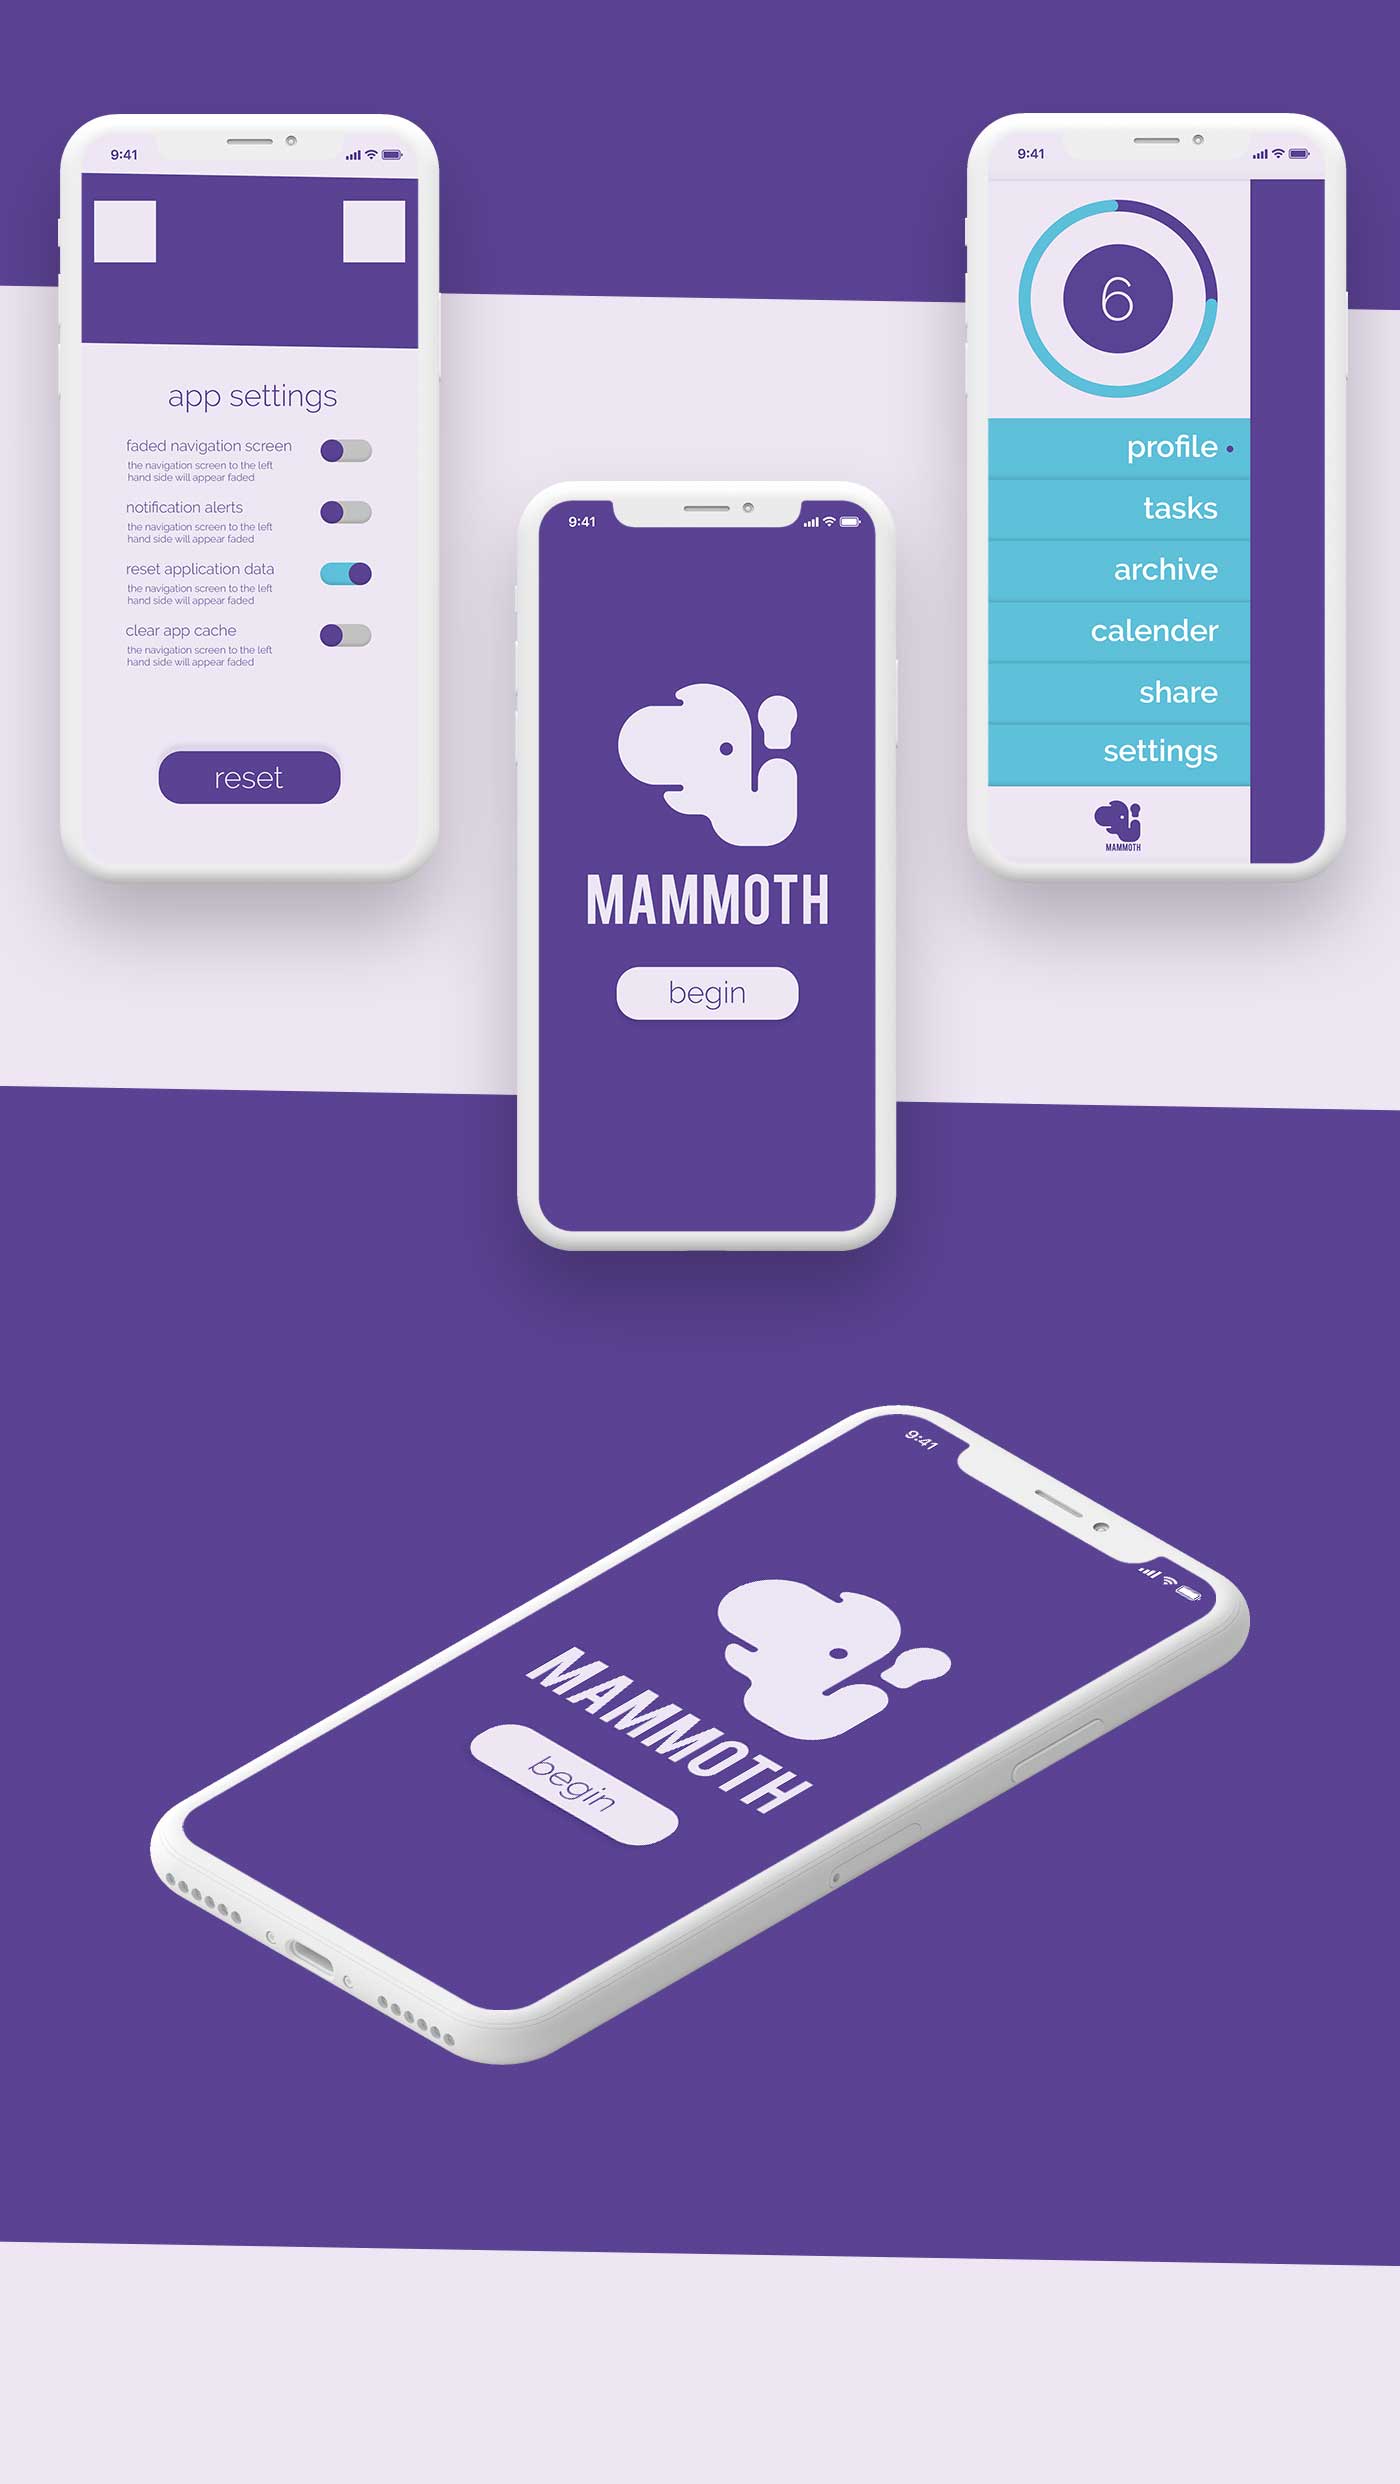 9:41
app settings
faded navigation screen
the navigation screen to the left
hand side will appear faded
notification alerts
the navigation screen to the left
hand side will appear faded
reset application data
the navigation screen to the left
hand side will appear faded
clear app cache
the navigation screen to the left
hand side will appear faded
reset
9:41
MAMMOTH
begin
9:41
6
profile
tasks
archive
calender
share
settings
MAMMOTH
9:41
MAMMOTH
begin